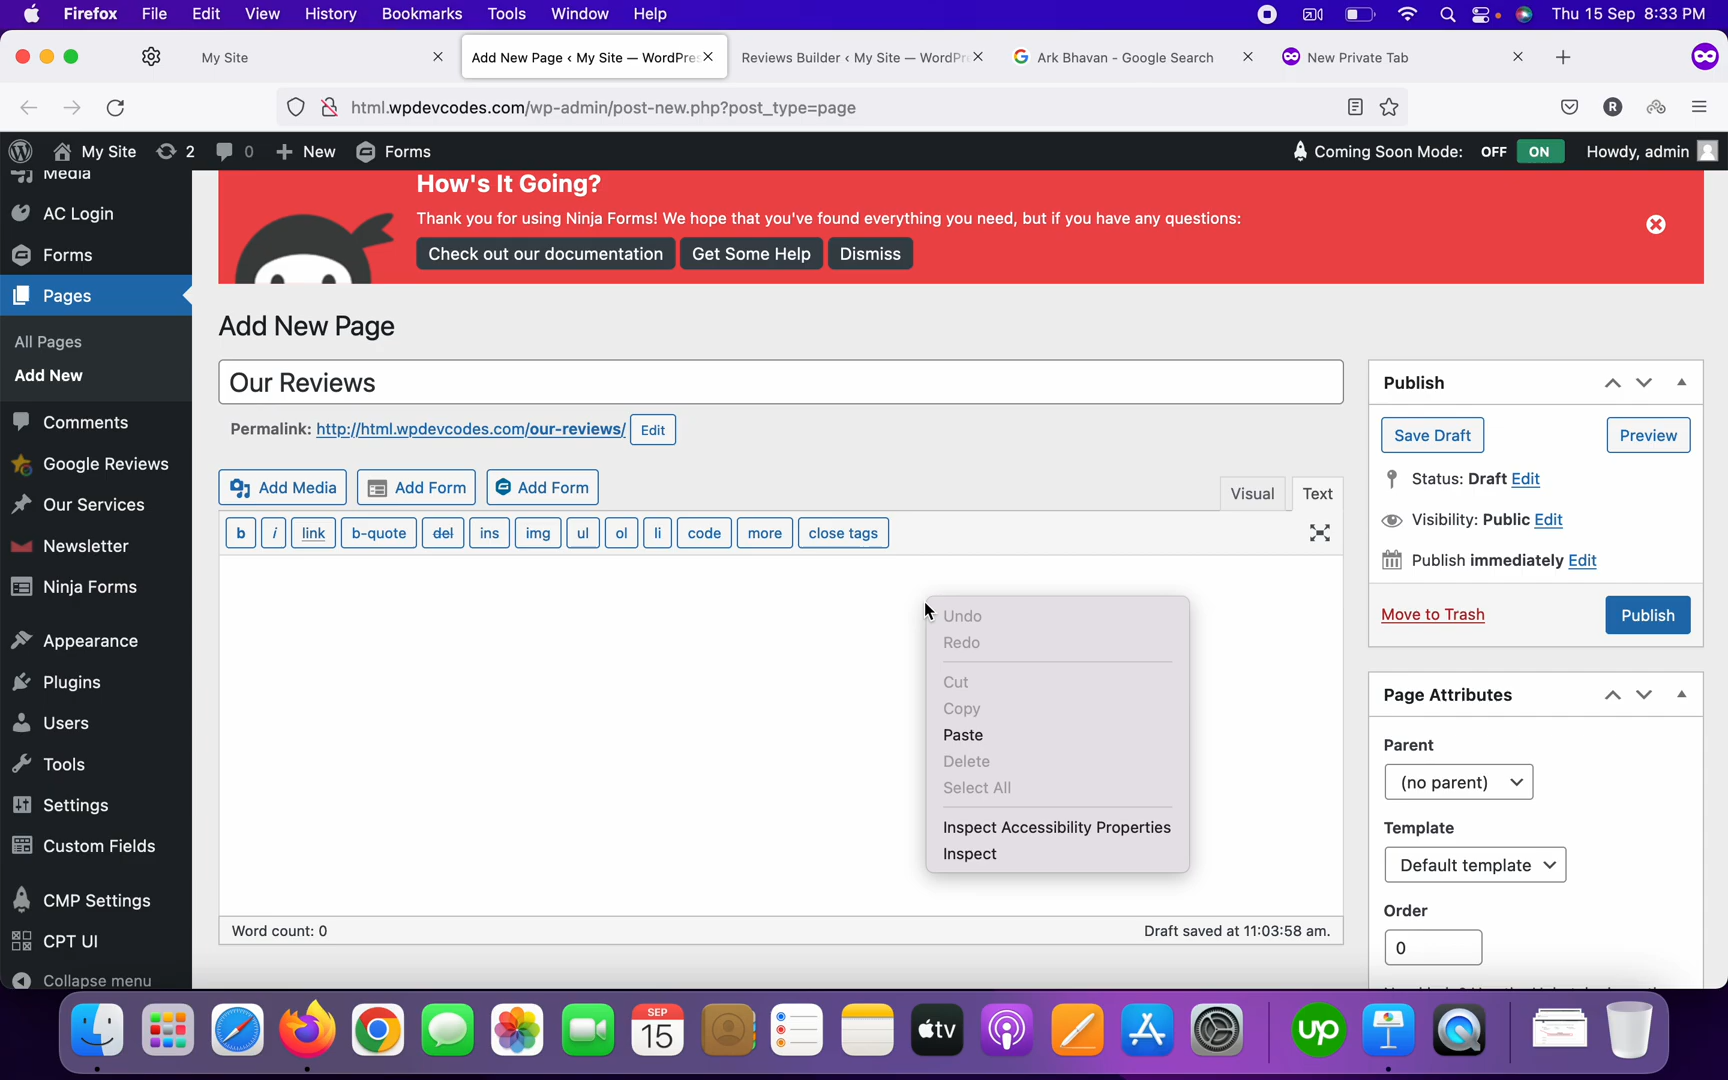 Firefox File Edit View History Bookmarks Tools Window Help Thu 15 Sep 8:33 PM
My Site Add New Page ‹ My Site — WordPre Reviews Builder ‹ My Site — WordPr Ark Bhavan - Google Search New Private Tab
html.wpdevcodes.com/wp-admin/post-new.php?post_type=page R
My Site 2 0 New Forms Coming Soon Mode: OFF ON Howdy, admin
Media
AC Login
Forms
Pages
All Pages
Add New
Comments
Google Reviews
Our Services
Newsletter
Ninja Forms
Appearance
Plugins
Users
Tools
Settings
Custom Fields
CMP Settings
CPT UI
Collapse menu
How's It Going?
Thank you for using Ninja Forms! We hope that you've found everything you need, but if you have any questions:
Check out our documentation Get Some Help Dismiss
Add New Page
Our Reviews
Permalink: http://html.wpdevcodes.com/our-reviews/ Edit
Add Media Add Form Add Form Visual Text
b i link b-quote del ins img ul ol li code more close tags
Undo
Redo
Cut
Copy
Paste
Delete
Select All
Inspect Accessibility Properties
Inspect
Word count: 0 Draft saved at 11:03:58 am.
Publish
Save Draft Preview
Status: Draft Edit
Visibility: Public Edit
Publish immediately Edit
Move to Trash Publish
Page Attributes
Parent
(no parent)
Template
Default template
Order
0
SEP
15
tv
up